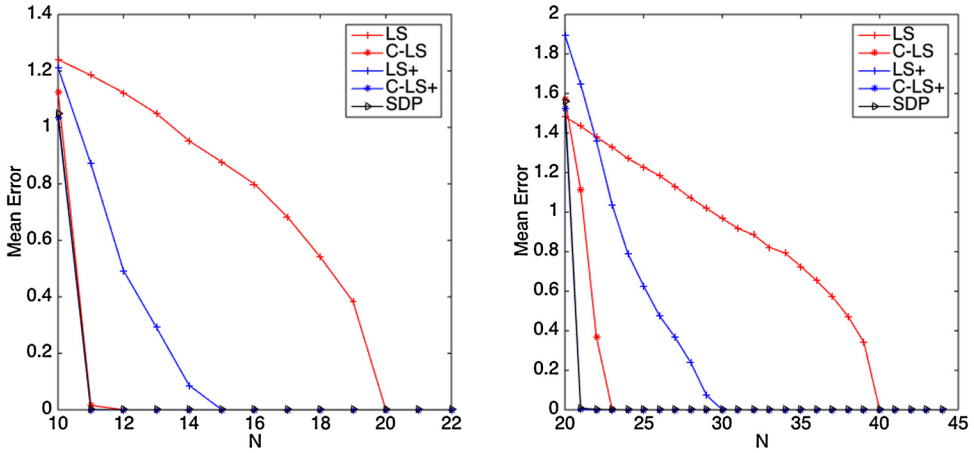 1.4
1.2
1
0.8
0.6
0.4
0.2
0
Mean Error
10 12 14 16 18 20 22
N
LS
C-LS
LS+
C-LS+
SDP
2
1.8
1.6
1.4
1.2
1
0.8
0.6
0.4
0.2
0
Mean Error
20 25 30 35 40 45
N
LS
C-LS
LS+
C-LS+
SDP